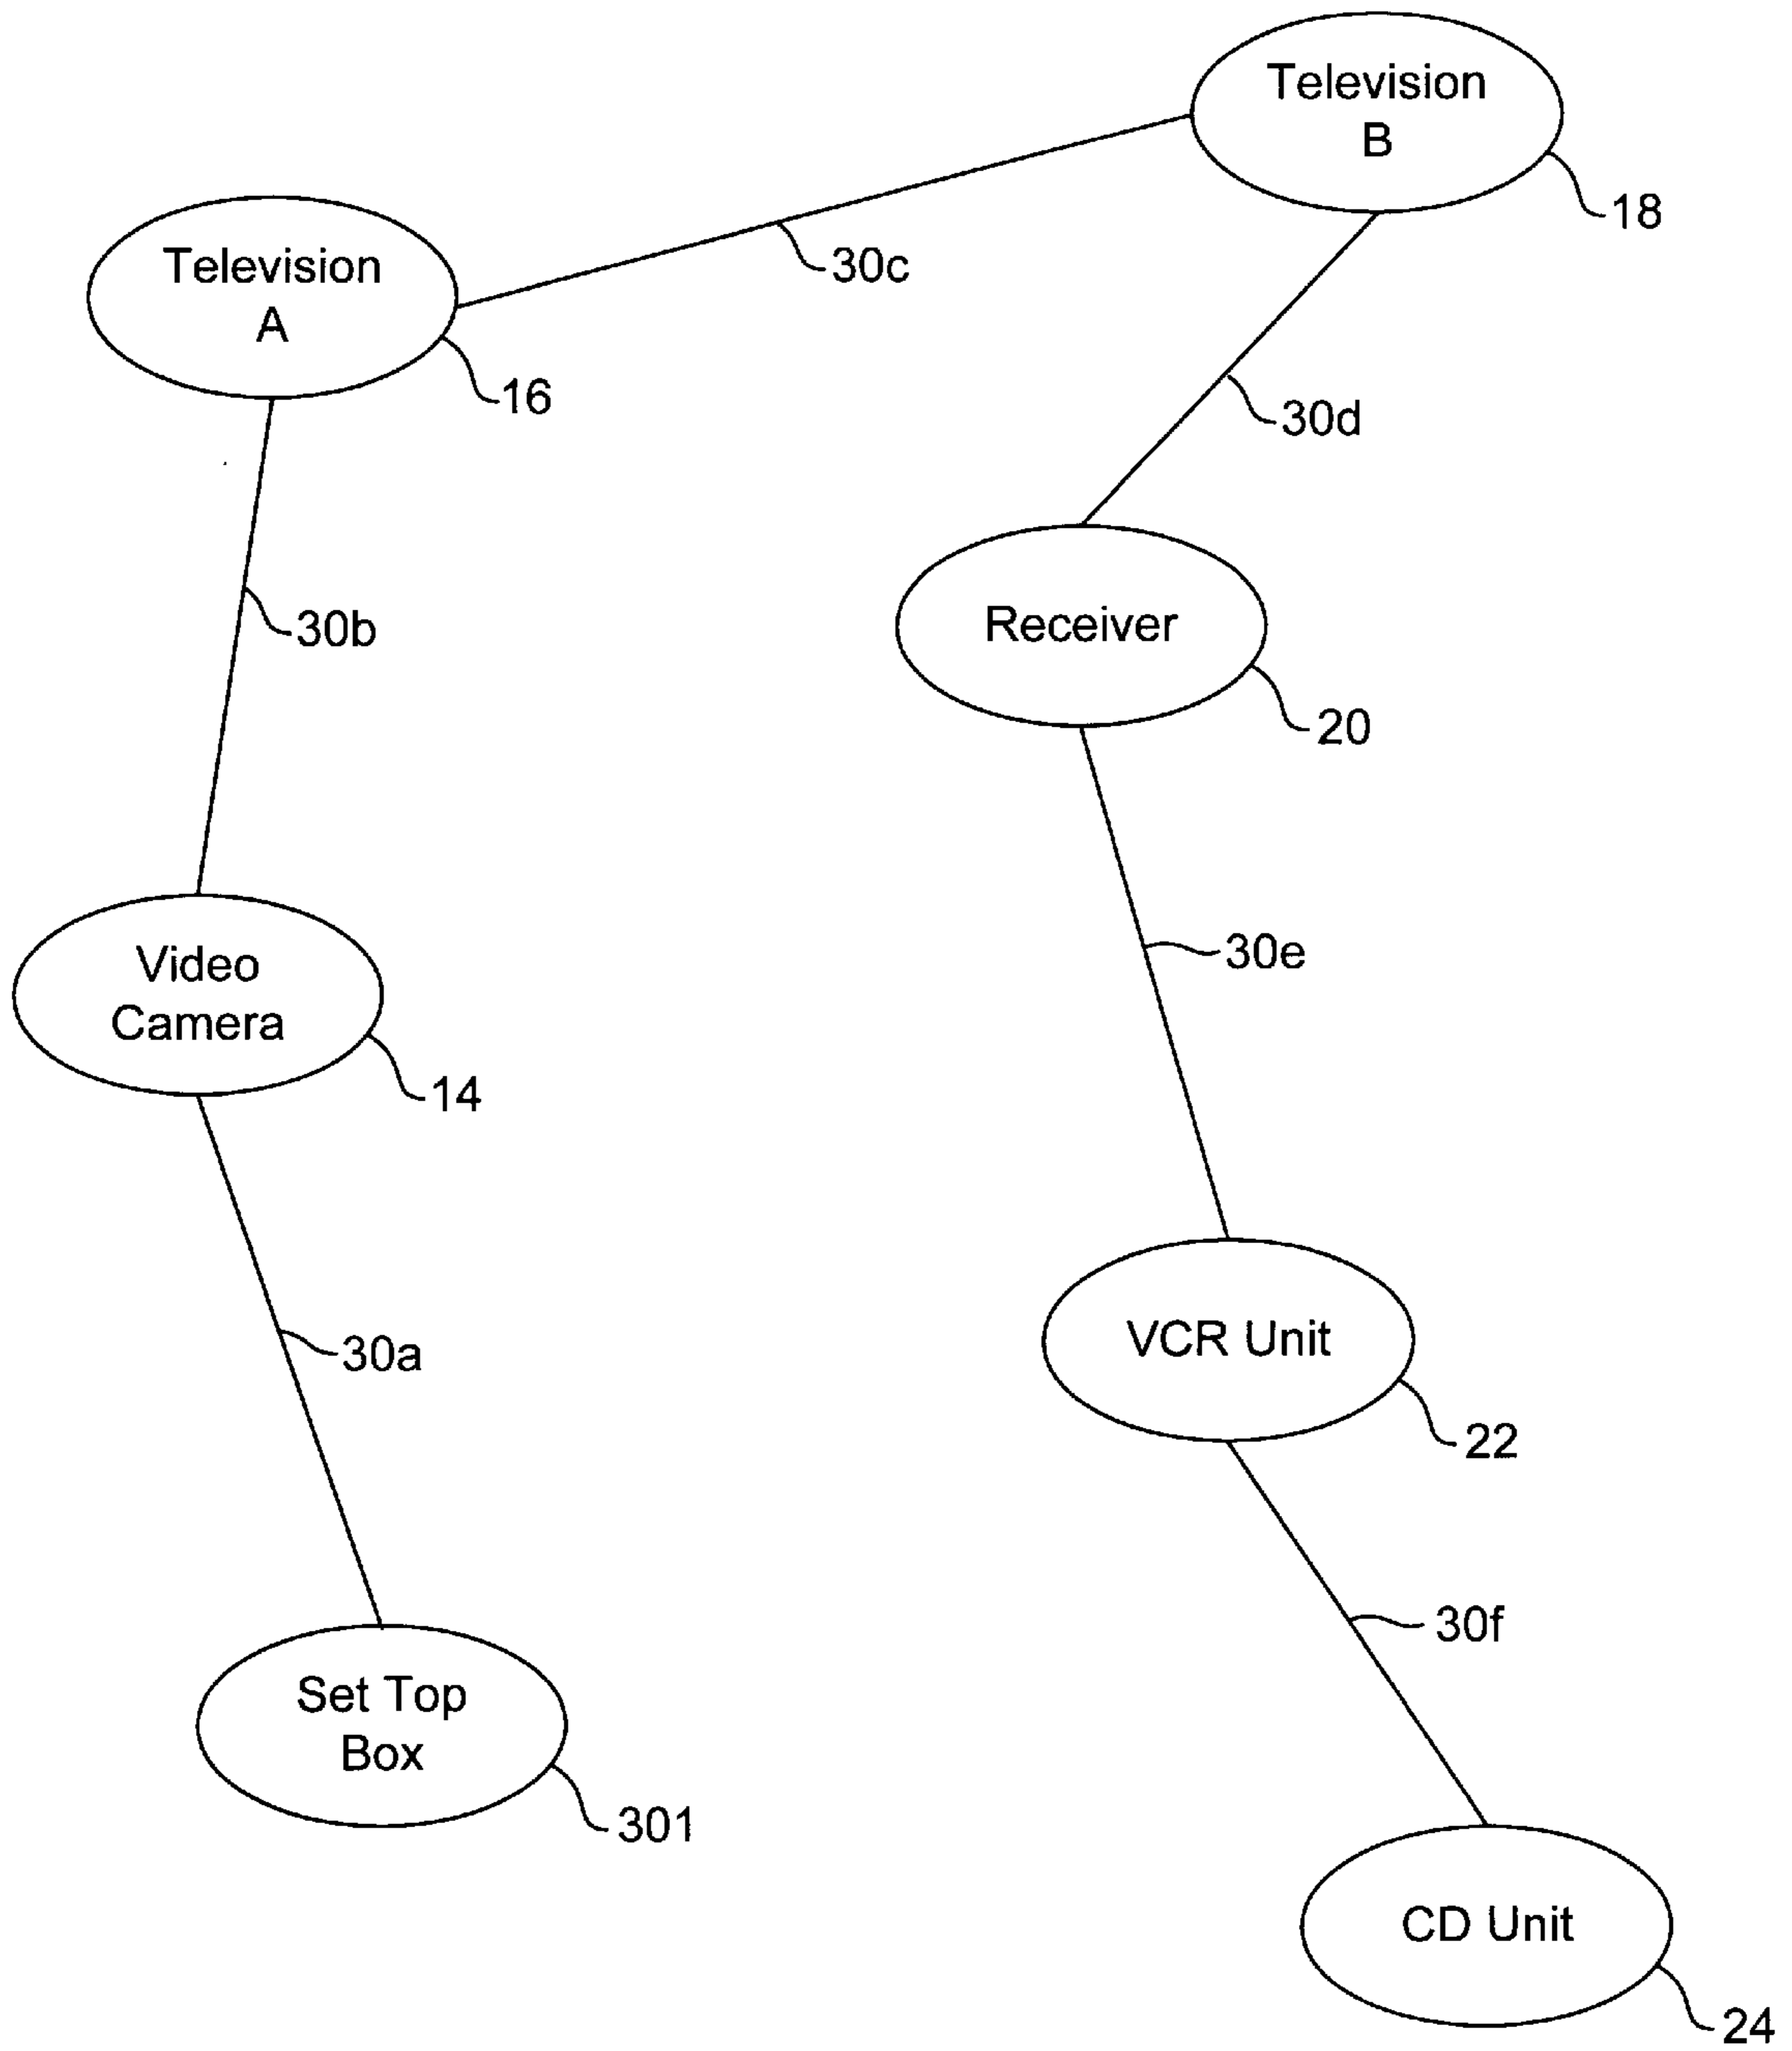 Television
B
18
Television
A
16
30c
30d
30b
Receiver
20
Video
Camera
14
30e
30a
VCR Unit
22
30f
Set Top
Box
301
CD Unit
24